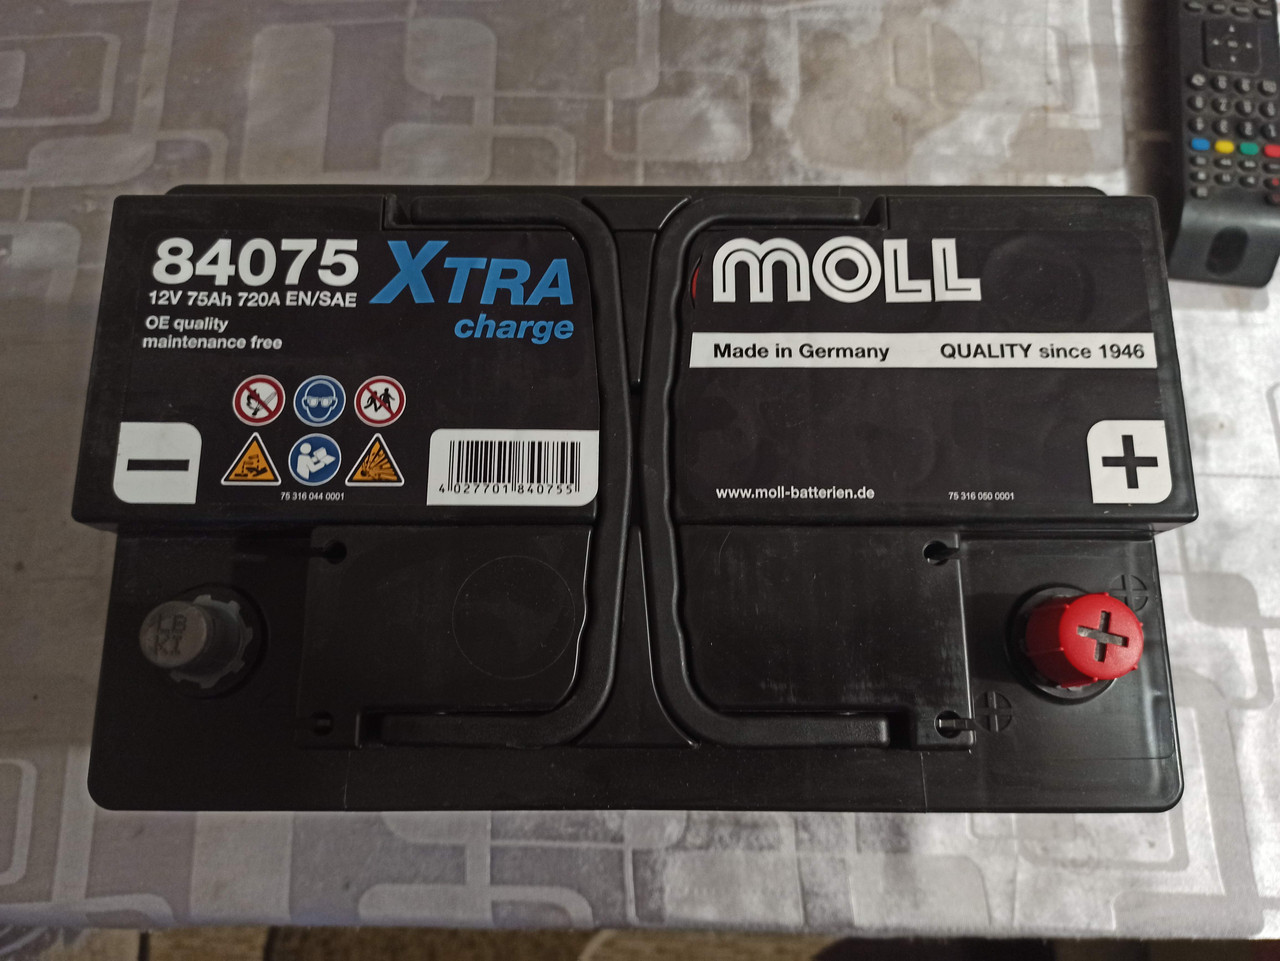 84075
12V 75Ah 720A EN/SAE
OE quality
maintenance free
XTRA
charge
75 316 044 0001
4 027701 840755
MOLL
Made in Germany QUALITY since 1946
www.moll-batterien.de
75 316 050 0001